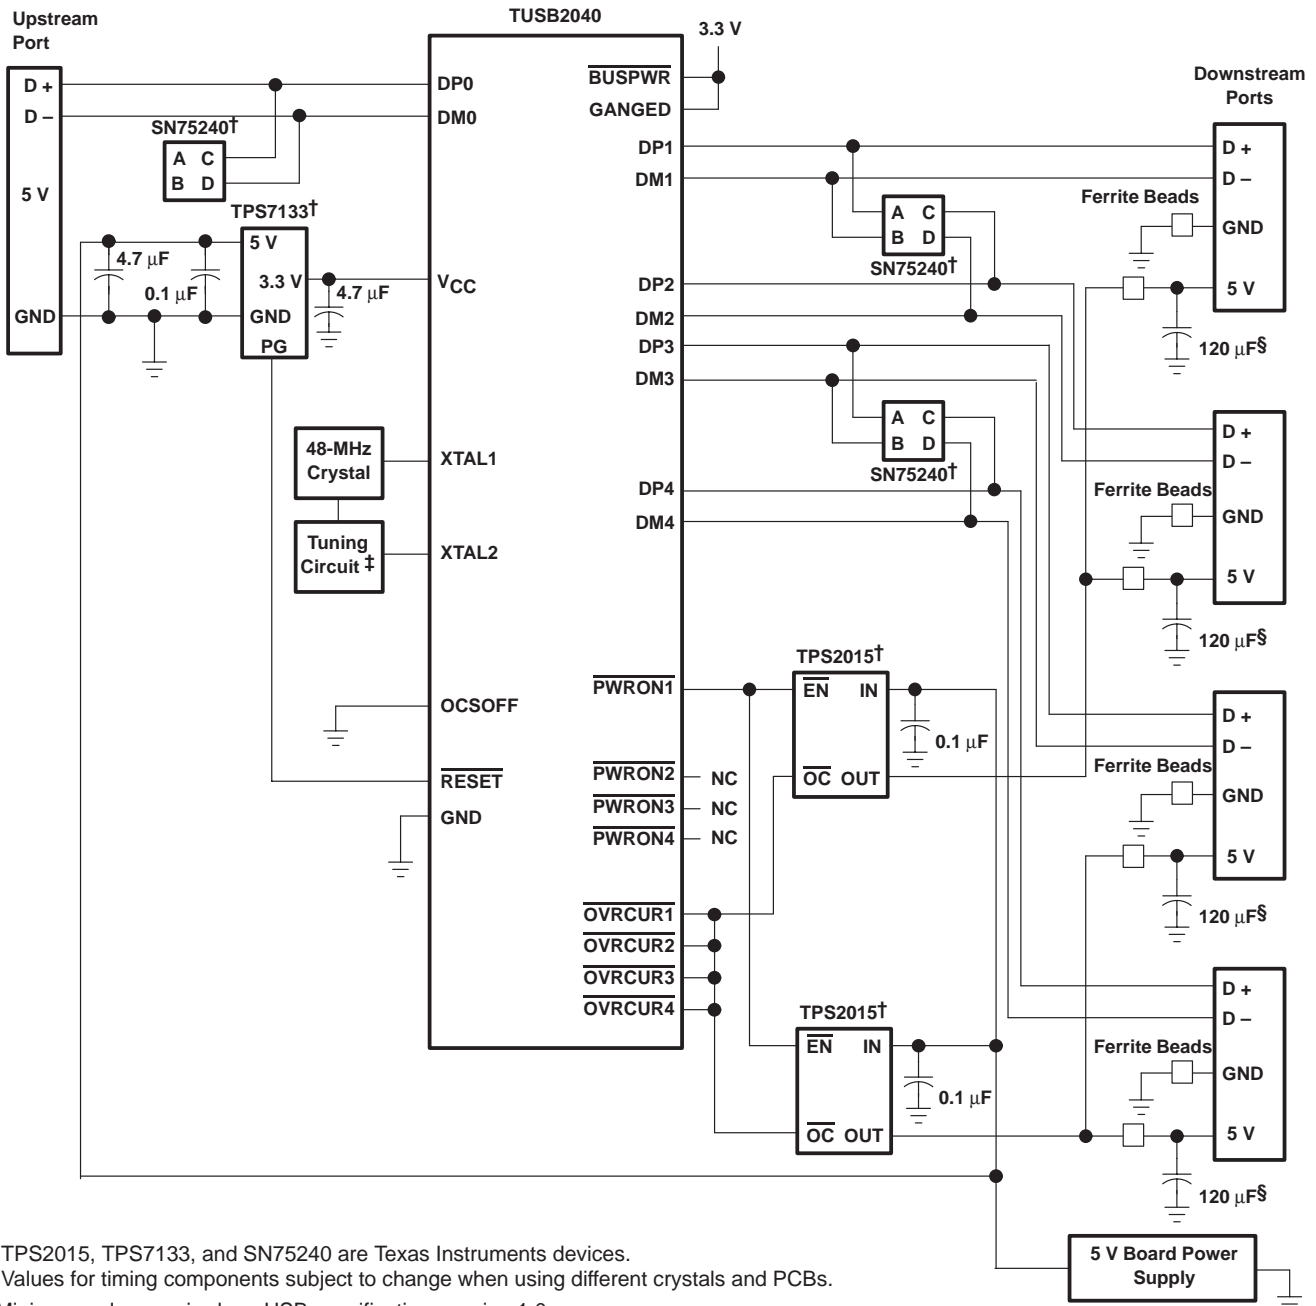 Upstream
Port
TUSB2040
3.3 V
Downstream
Ports
D +
D –
5 V
GND
SN75240†
A C
B D
TPS7133†
5 V
3.3 V
GND
PG
4.7 μF
0.1 μF
4.7 μF
48-MHz
Crystal
Tuning
Circuit ‡
DP0
DM0
VCC
XTAL1
XTAL2
OCSOFF
RESET
GND
BUSPWR
GANGED
DP1
DM1
DP2
DM2
DP3
DM3
DP4
DM4
PWRON1
PWRON2
NC
PWRON3
NC
PWRON4
NC
OVRCUR1
OVRCUR2
OVRCUR3
OVRCUR4
A C
B D
SN75240†
A C
B D
SN75240†
TPS2015†
EN IN
OC OUT
0.1 μF
TPS2015†
EN IN
OC OUT
0.1 μF
D +
D –
Ferrite Beads
GND
5 V
120 μF§
D +
D –
Ferrite Beads
GND
5 V
120 μF§
D +
D –
Ferrite Beads
GND
5 V
120 μF§
D +
D –
Ferrite Beads
GND
5 V
120 μF§
5 V Board Power
Supply
TPS2015, TPS7133, and SN75240 are Texas Instruments devices.
Values for timing components subject to change when using different crystals and PCBs.